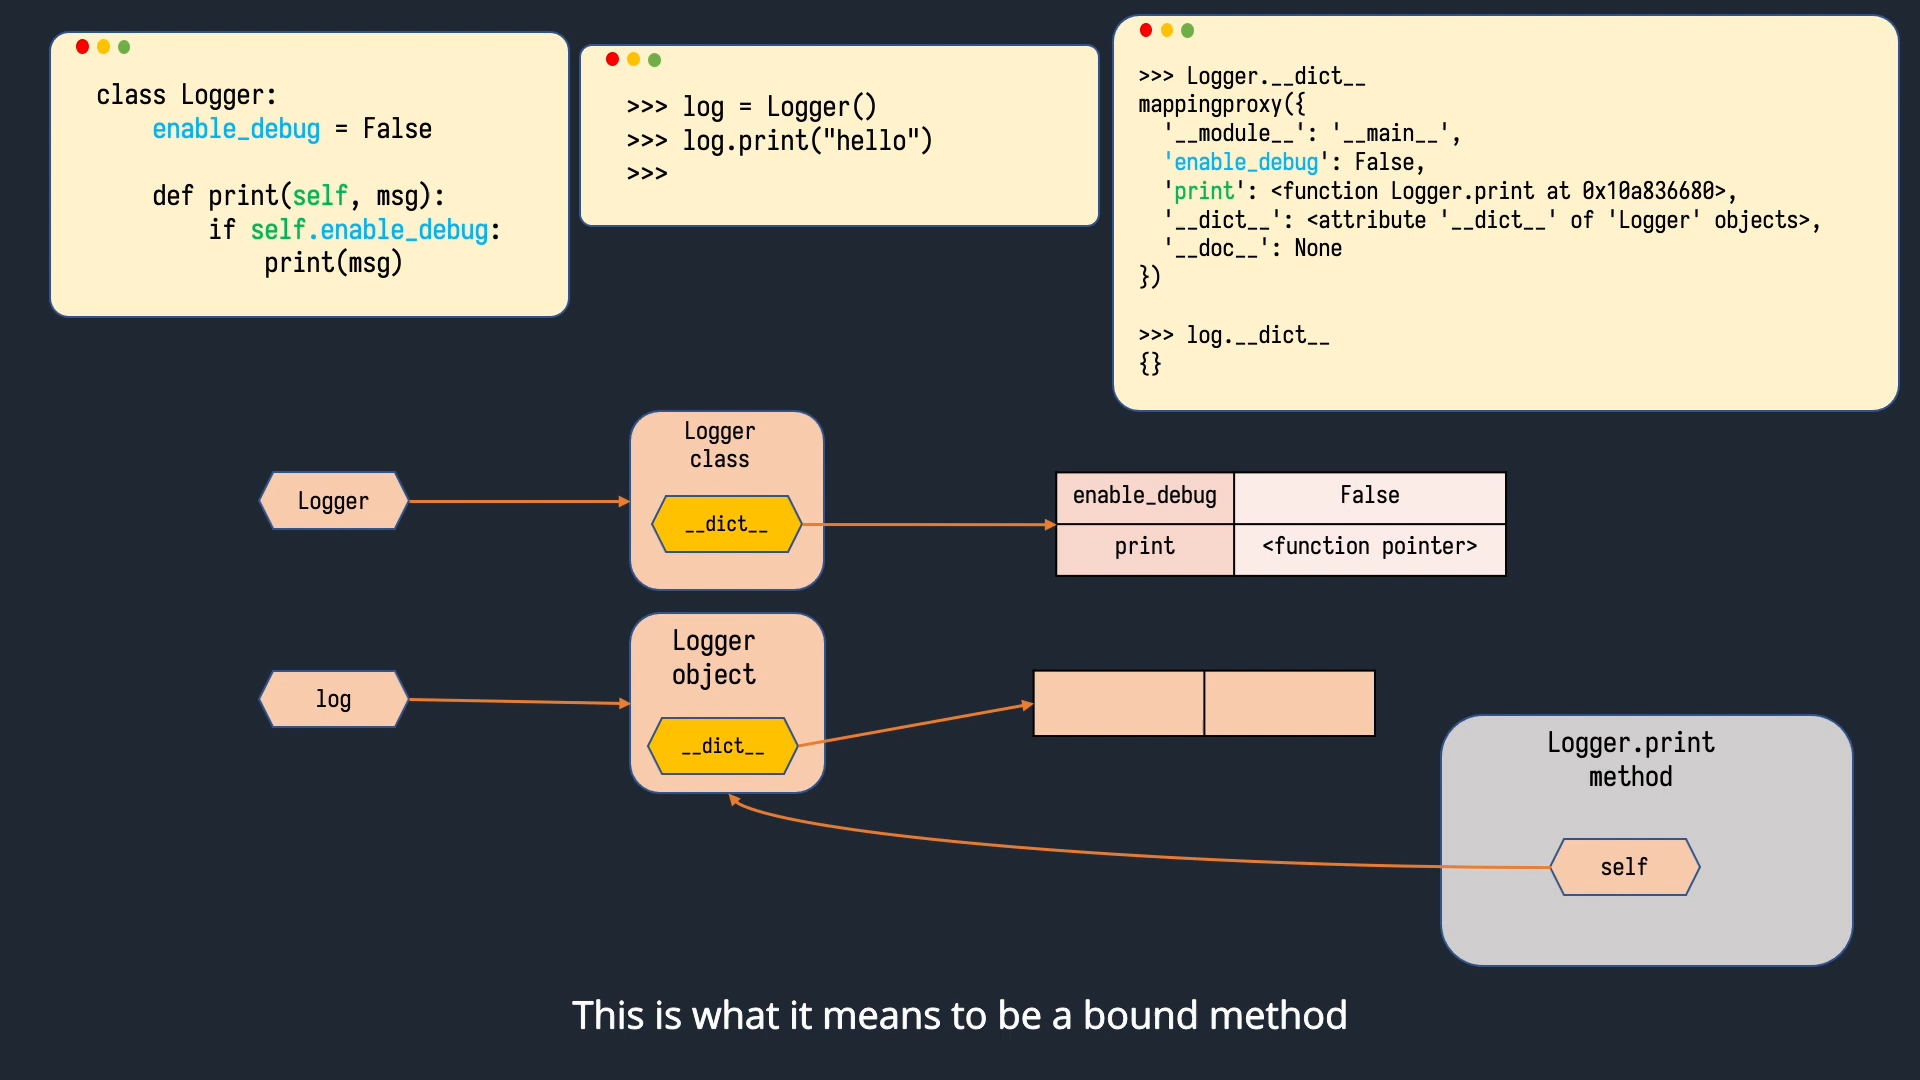 class Logger:
enable_debug = False
def print(self, msg):
if self.enable_debug:
print(msg)
>>> log = Logger()
>>> log.print("hello")
>>>
>>> Logger.__dict__
mappingproxy({
'__module__': '__main__',
'enable_debug': False,
'print': <function Logger.print at 0x10a836680>,
'__dict__': <attribute '__dict__' of 'Logger' objects>,
'__doc__': None
})
>>> log.__dict__
{}
Logger
Logger
class
__dict__
enable_debug False
print <function pointer>
log
Logger
object
__dict__
Logger.print
method
self
This is what it means to be a bound method